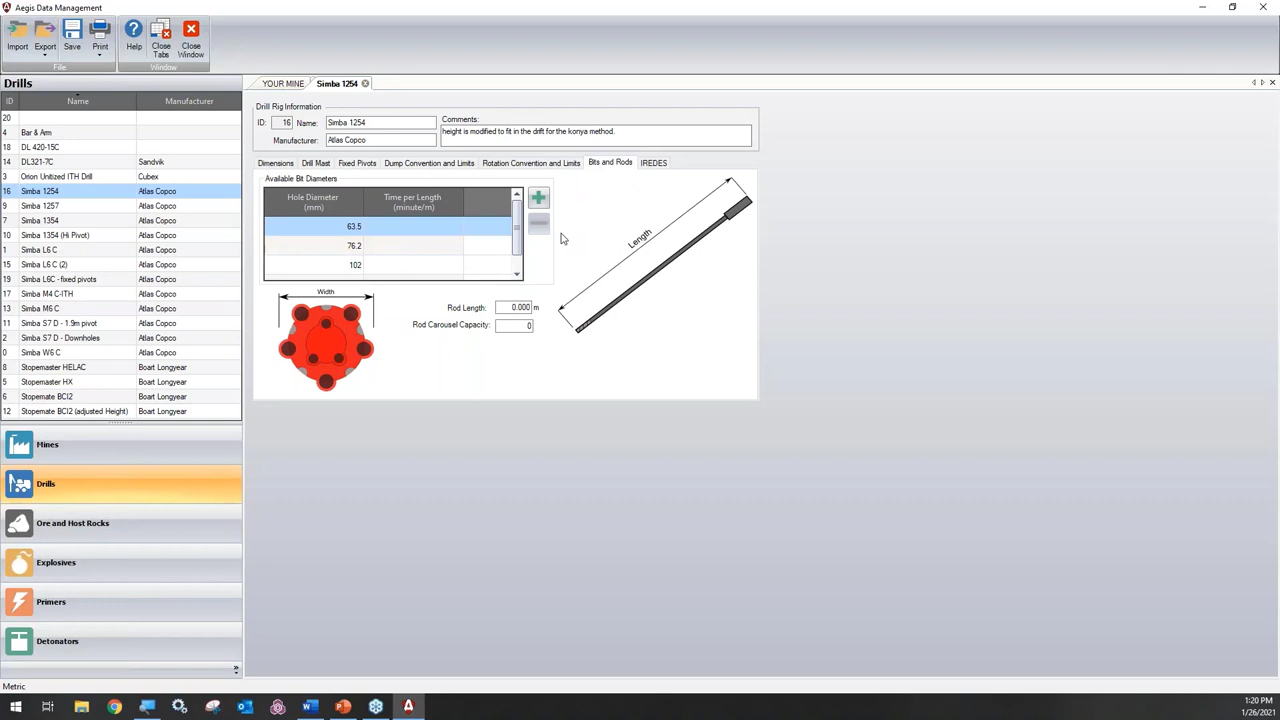 Aegis Data Management
Import
Export
Save
Print
Help
Close Tabs
Close Window
File
Window
Drills
YOUR MINE
Simba 1254
ID Name Manufacturer
20
4 Bar & Arm
18 DL 420-15C
14 DL321-7C Sandvik
3 Orion Unitized ITH Drill Cubex
16 Simba 1254 Atlas Copco
9 Simba 1257 Atlas Copco
7 Simba 1354 Atlas Copco
10 Simba 1354 (Hi Pivot) Atlas Copco
1 Simba L6 C Atlas Copco
15 Simba L6 C (2) Atlas Copco
19 Simba L6C - fixed pivots Atlas Copco
17 Simba M4 C-ITH Atlas Copco
13 Simba M6 C Atlas Copco
11 Simba S7 D - 1.9m pivot Atlas Copco
2 Simba S7 D - Downholes Atlas Copco
0 Simba W6 C Atlas Copco
8 Stopemaster HELAC Boart Longyear
5 Stopemaster HX Boart Longyear
6 Stopemate BCI2 Boart Longyear
12 Stopemate BCI2 (adjusted Height) Boart Longyear
Mines
Drills
Ore and Host Rocks
Explosives
Primers
Detonators
Drill Rig Information
ID: 16 Name: Simba 1254
Manufacturer: Atlas Copco
Comments:
height is modified to fit in the drift for the konya method.
Dimensions Drill Mast Fixed Pivots Dump Convention and Limits Rotation Convention and Limits Bits and Rods IREDES
Available Bit Diameters
Hole Diameter (mm)
Time per Length (minute/m)
63.5
76.2
102
Width
Length
Rod Length: 0.000 m
Rod Carousel Capacity: 0
Metric
1:20 PM
1/26/2021